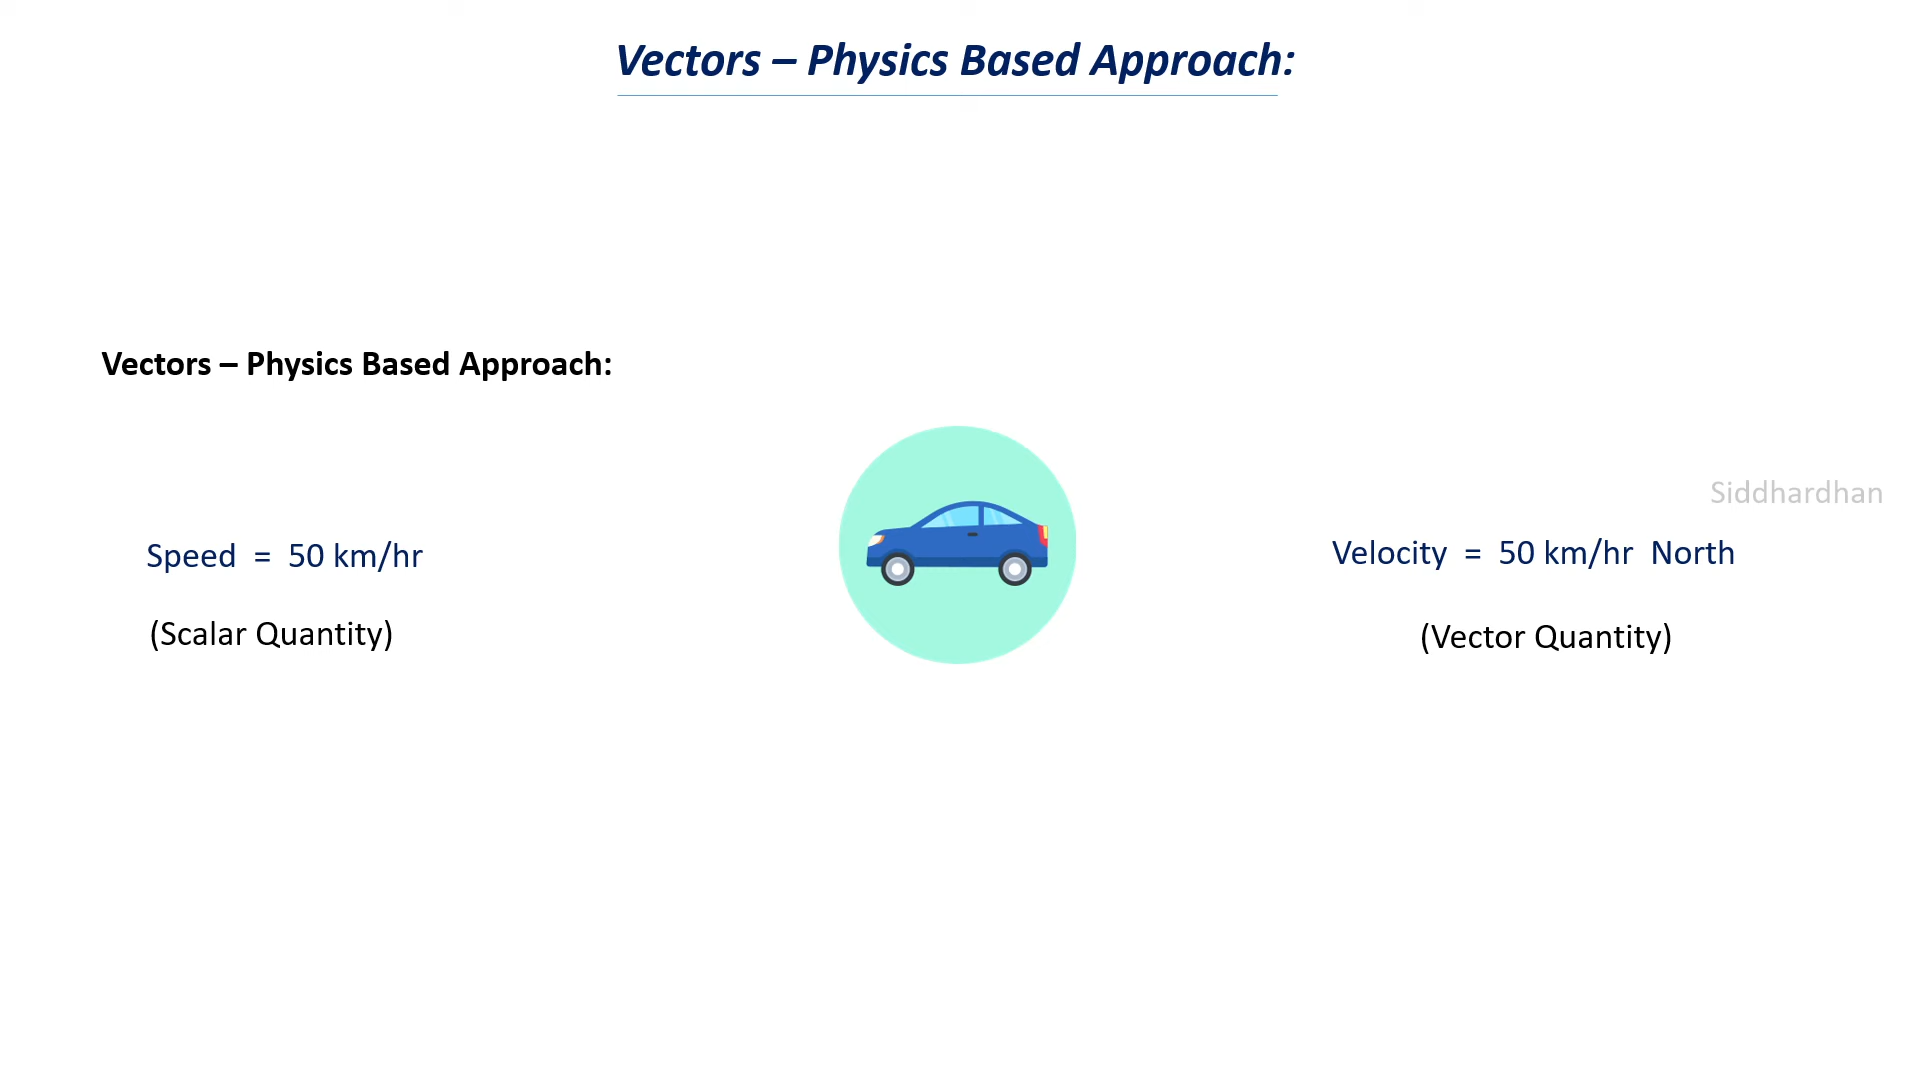 Vectors – Physics Based Approach:
Vectors – Physics Based Approach:
Siddhardhan
Speed = 50 km/hr
Velocity = 50 km/hr North
(Scalar Quantity)
(Vector Quantity)